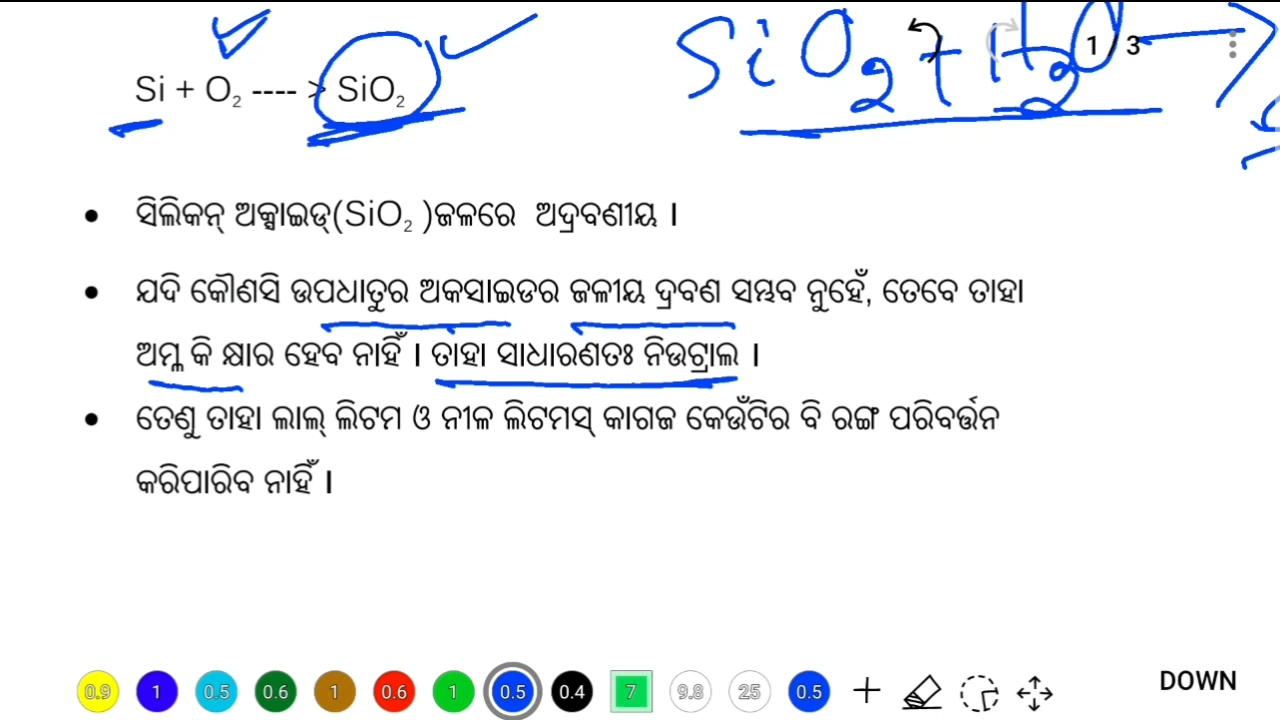 Si + O₂ ---- > SiO₂
SiO₂ + H₂O
1 / 3
• ସିଲିକନ୍ ଅକ୍ସାଇଡ୍(SiO₂ )ଜଳରେ ଅଦ୍ରବଣୀୟ ।
• ଯଦି କୌଣସି ଉପଧାତୁର ଅକସାଇଡର ଜଳୀୟ ଦ୍ରବଣ ସମ୍ଭବ ନୁହେଁ, ତେବେ ତାହା
ଅମ୍ଳ କି କ୍ଷାର ହେବ ନାହିଁ । ତାହା ସାଧାରଣତଃ ନିଉଟ୍ରାଲ ।
• ତେଣୁ ତାହା ଲାଲ୍ ଲିଟମ ଓ ନୀଳ ଲିଟମସ୍ କାଗଜ କେଉଁଟିର ବି ରଙ୍ଗ ପରିବର୍ତ୍ତନ
କରିପାରିବ ନାହିଁ ।
0.9 1 0.5 0.6 1 0.6 1 0.5 0.4 7 9.8 25 0.5 DOWN